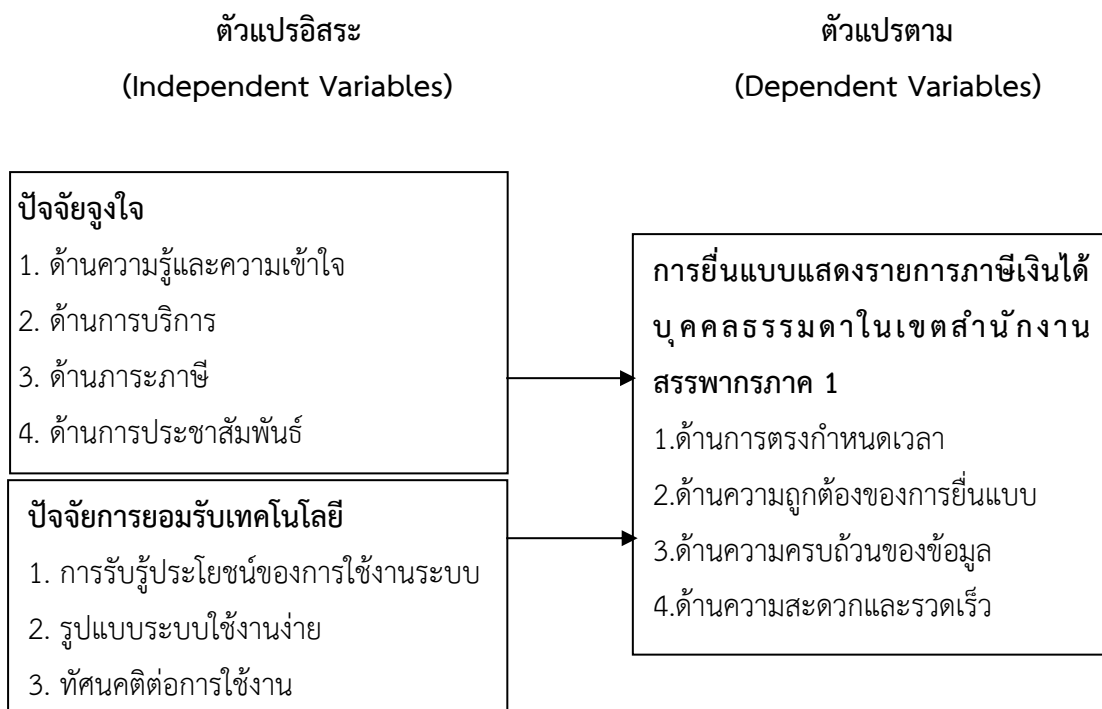 ตัวแปรอิสระ
(Independent Variables)
ตัวแปรตาม
(Dependent Variables)
ปัจจัยจูงใจ
1. ด้านความรู้และความเข้าใจ
2. ด้านการบริการ
3. ด้านภาระภาษี
4. ด้านการประชาสัมพันธ์
ปัจจัยการยอมรับเทคโนโลยี
1. การรับรู้ประโยชน์ของการใช้งานระบบ
2. รูปแบบระบบใช้งานง่าย
3. ทัศนคติต่อการใช้งาน
การยื่นแบบแสดงรายการภาษีเงินได้
บุคคลธรรมดาในเขตสำนักงาน
สรรพากรภาค 1
1.ด้านการตรงกำหนดเวลา
2.ด้านความถูกต้องของการยื่นแบบ
3.ด้านความครบถ้วนของข้อมูล
4.ด้านความสะดวกและรวดเร็ว